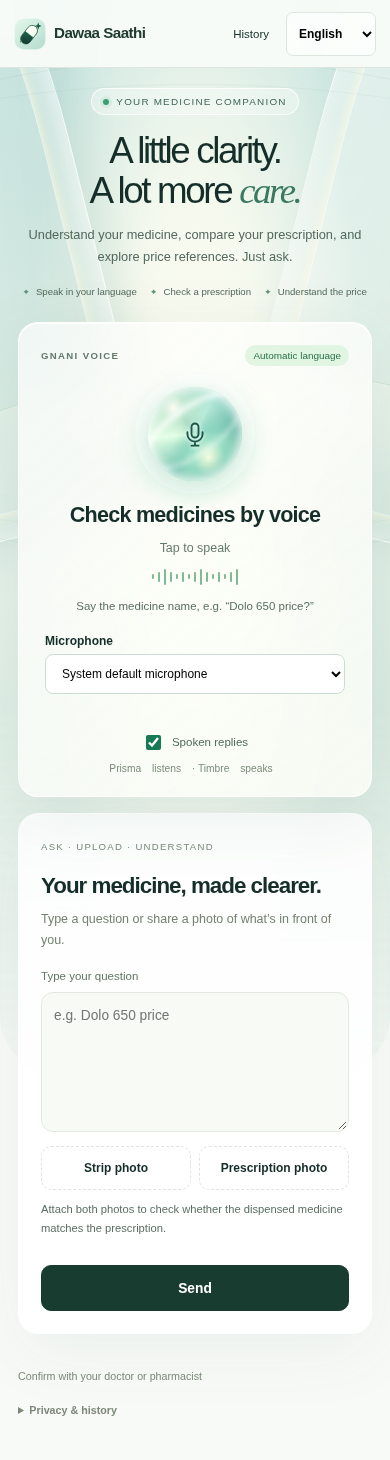 Dawaa Saathi
History
English
YOUR MEDICINE COMPANION
A little clarity.
A lot more care.
Understand your medicine, compare your prescription, and
explore price references. Just ask.
Speak in your language
Check a prescription
Understand the price
GNANI VOICE
Automatic language
Check medicines by voice
Tap to speak
Say the medicine name, e.g. “Dolo 650 price?”
Microphone
System default microphone
Spoken replies
Prisma listens · Timbre speaks
ASK · UPLOAD · UNDERSTAND
Your medicine, made clearer.
Type a question or share a photo of what’s in front of
you.
Type your question
e.g. Dolo 650 price
Strip photo
Prescription photo
Attach both photos to check whether the dispensed medicine
matches the prescription.
Send
Confirm with your doctor or pharmacist
Privacy & history